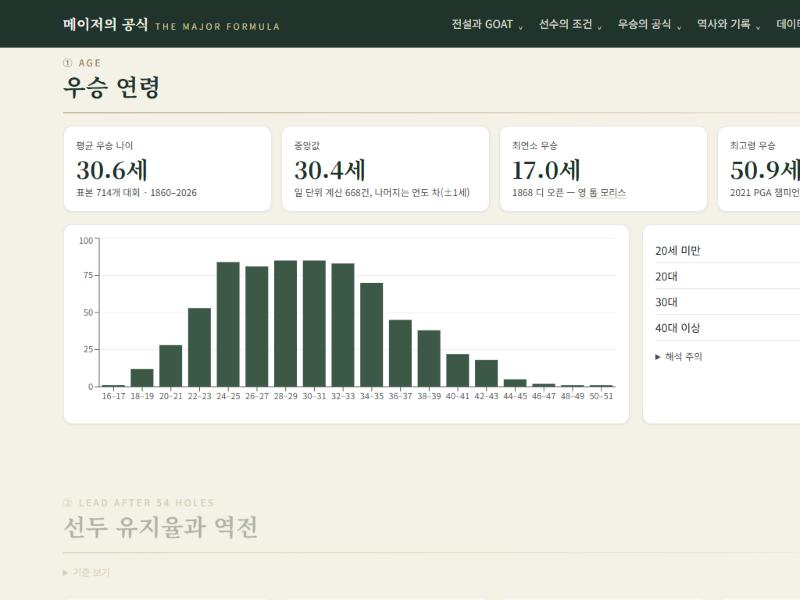 메이저의 공식 THE MAJOR FORMULA 전설과 GOAT 선수의 조건 우승의 공식 역사와 기록
① AGE
우승 연령
평균 우승 나이
30.6세
표본 714개 대회 · 1860–2026
중앙값
30.4세
일 단위 계산 668건, 나머지는 연도 차(±1세)
최연소 우승
17.0세
1868 디 오픈 — 영 톰 모리스
최고령 우승
50.9세
2021 PGA 챔피언
100
75
50
25
0
16–17 18–19 20–21 22–23 24–25 26–27 28–29 30–31 32–33 34–35 36–37 38–39 40–41 42–43 44–45 46–47 48–49 50–51
20세 미만
20대
30대
40대 이상
▶ 해석 주의
② LEAD AFTER 54 HOLES
선두 유지율과 역전
▶ 기준 보기